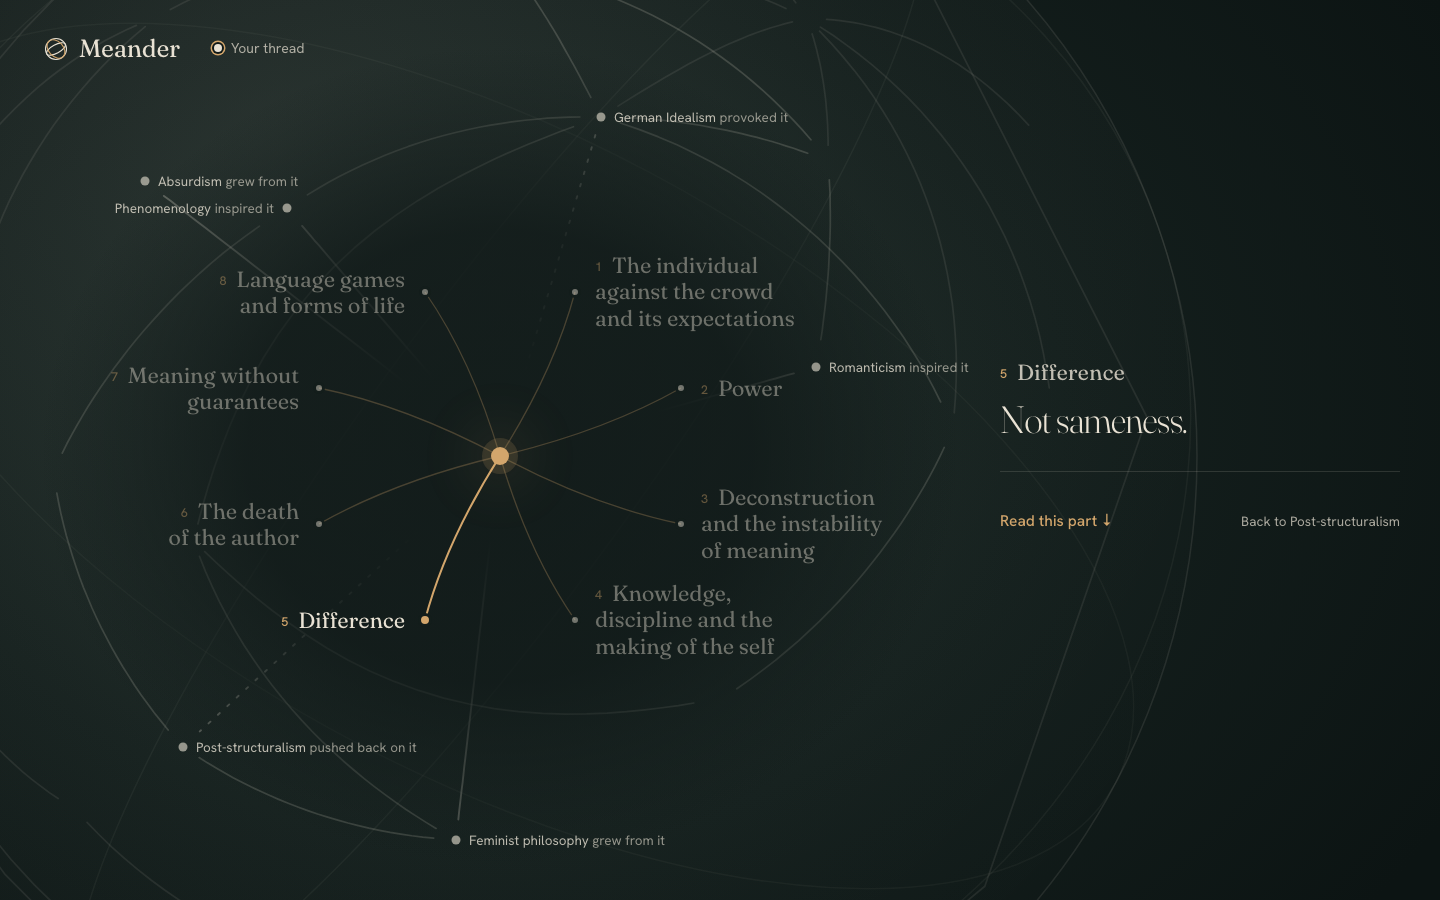 Meander
Your thread
German Idealism provoked it
Absurdism grew from it
Phenomenology inspired it
8 Language games
and forms of life
1 The individual
against the crowd
and its expectations
7 Meaning without
guarantees
2 Power
Romanticism inspired it
5 Difference
Not sameness.
6 The death
of the author
3 Deconstruction
and the instability
of meaning
Read this part ↓
Back to Post-structuralism
5 Difference
4 Knowledge,
discipline and the
making of the self
Post-structuralism pushed back on it
Feminist philosophy grew from it